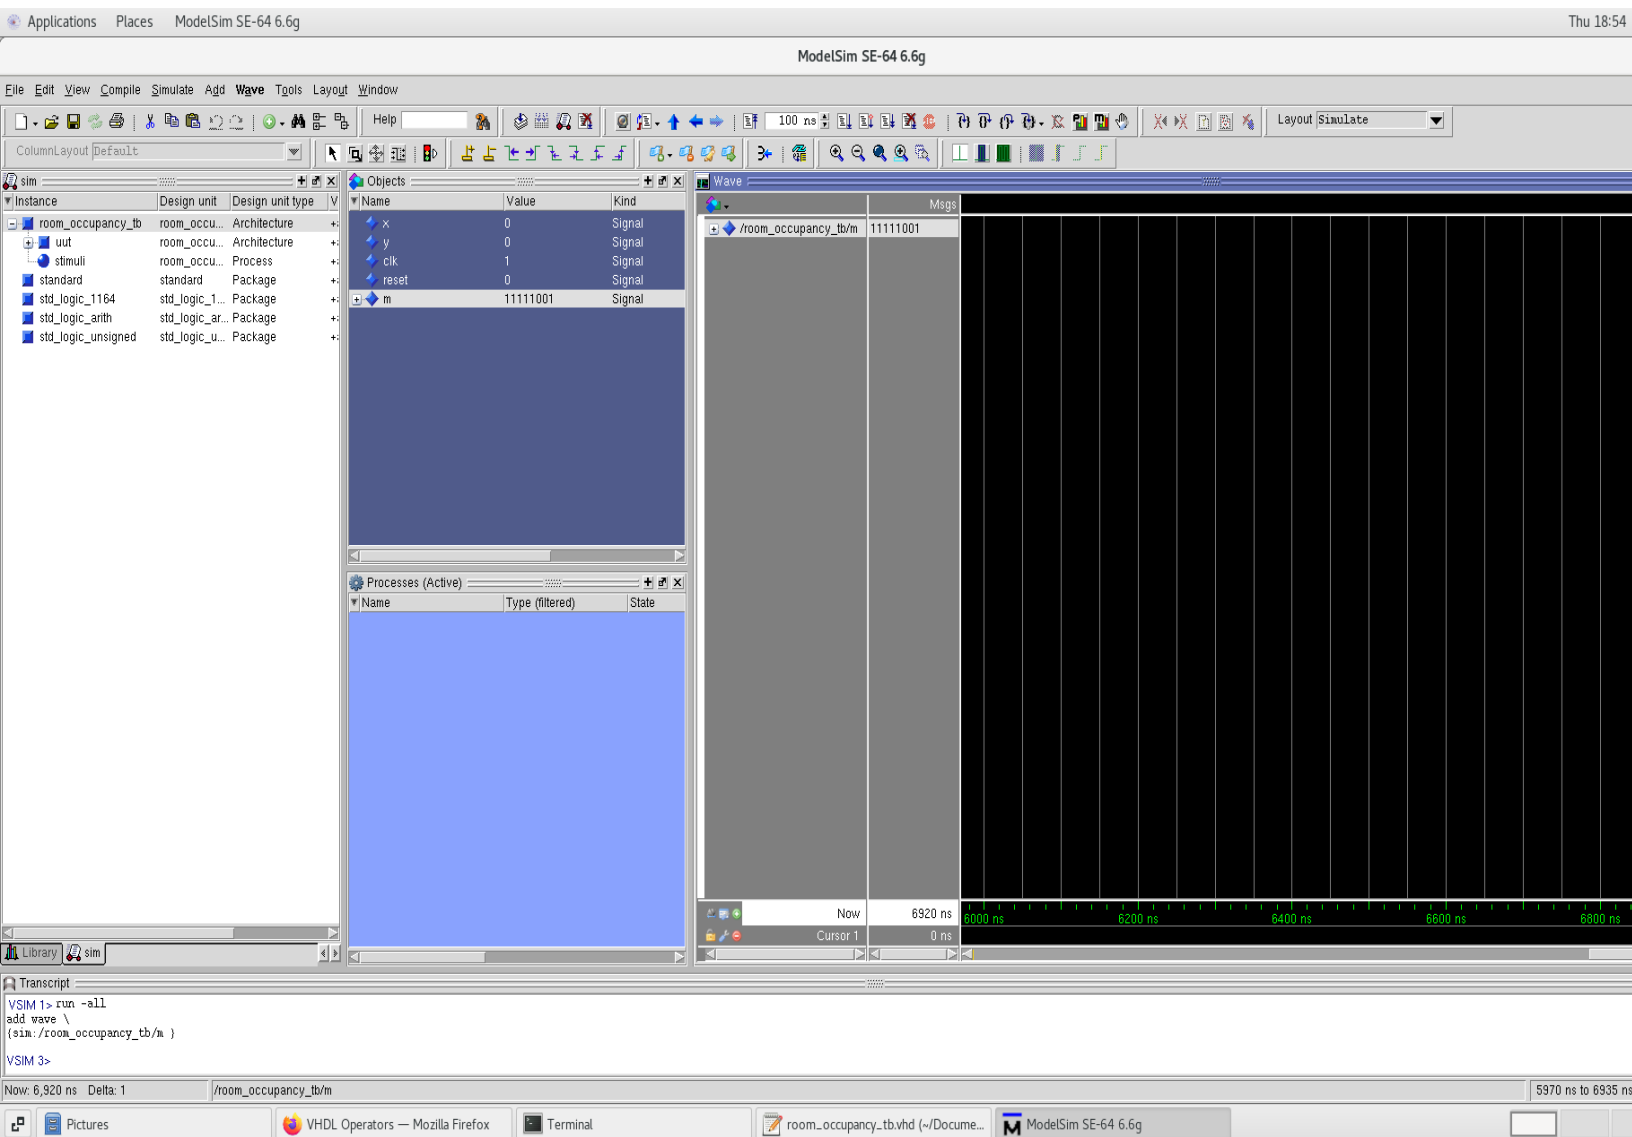 Applications Places ModelSim SE-64 6.6g Thu 18:54
ModelSim SE-64 6.6g
File Edit View Compile Simulate Add Wave Tools Layout Window
Help 100 ns Layout Simulate
ColumnLayout Default
sim
Instance Design unit Design unit type V
room_occupancy_tb room_occu... Architecture
uut room_occu... Architecture
stimuli room_occu... Process
standard standard Package
std_logic_1164 std_logic_1... Package
std_logic_arith std_logic_ar... Package
std_logic_unsigned std_logic_u... Package
Library sim
Objects
Name Value Kind
x 0 Signal
y 0 Signal
clk 1 Signal
reset 0 Signal
m 11111001 Signal
Processes (Active)
Name Type (filtered) State
Wave
Msgs
/room_occupancy_tb/m 11111001
Now 6920 ns
6000 ns 6200 ns 6400 ns 6600 ns 6800 ns
Cursor 1 0 ns
Transcript
VSIM 1> run -all
add wave \
{sim:/room_occupancy_tb/m }
VSIM 3>
Now: 6,920 ns Delta: 1 /room_occupancy_tb/m 5970 ns to 6935 ns
Pictures VHDL Operators — Mozilla Firefox Terminal room_occupancy_tb.vhd (~/Docume... ModelSim SE-64 6.6g